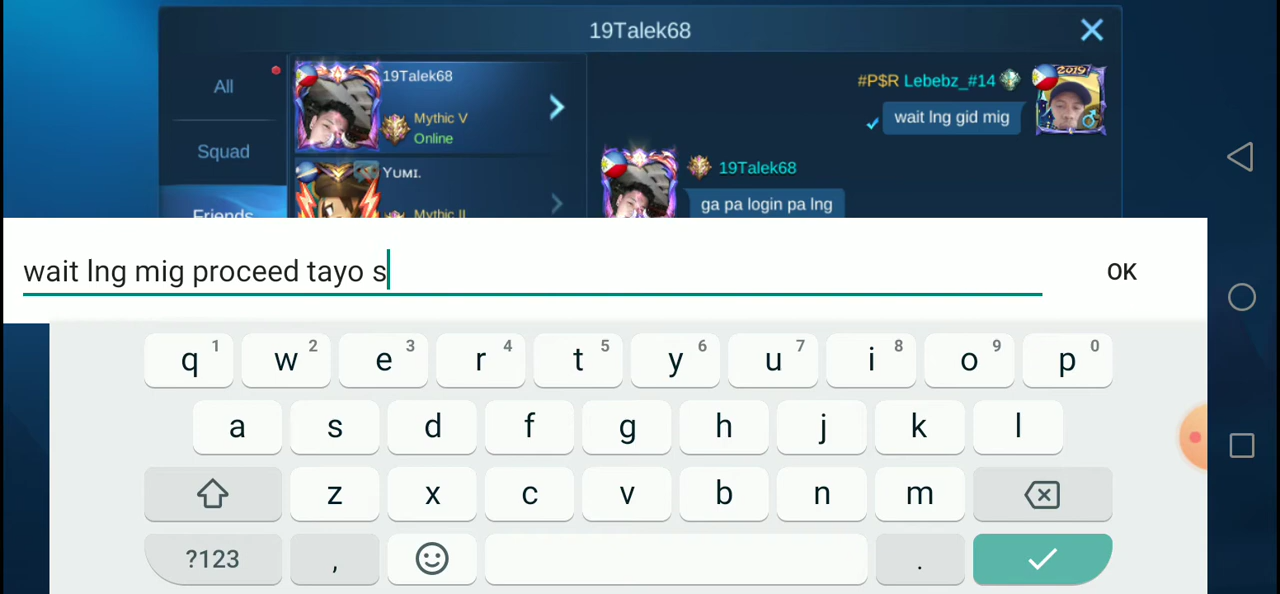 19Talek68
All
Squad
Friends
19Talek68
Mythic V
Online
YUMI.
Mythic II
#P$R Lebebz_#14
2019
wait lng gid mig
19Talek68
ga pa login pa lng
wait lng mig proceed tayo s
OK
q 1 w 2 e 3 r 4 t 5 y 6 u 7 i 8 o 9 p 0
a s d f g h j k l
z x c v b n m
?123 , .